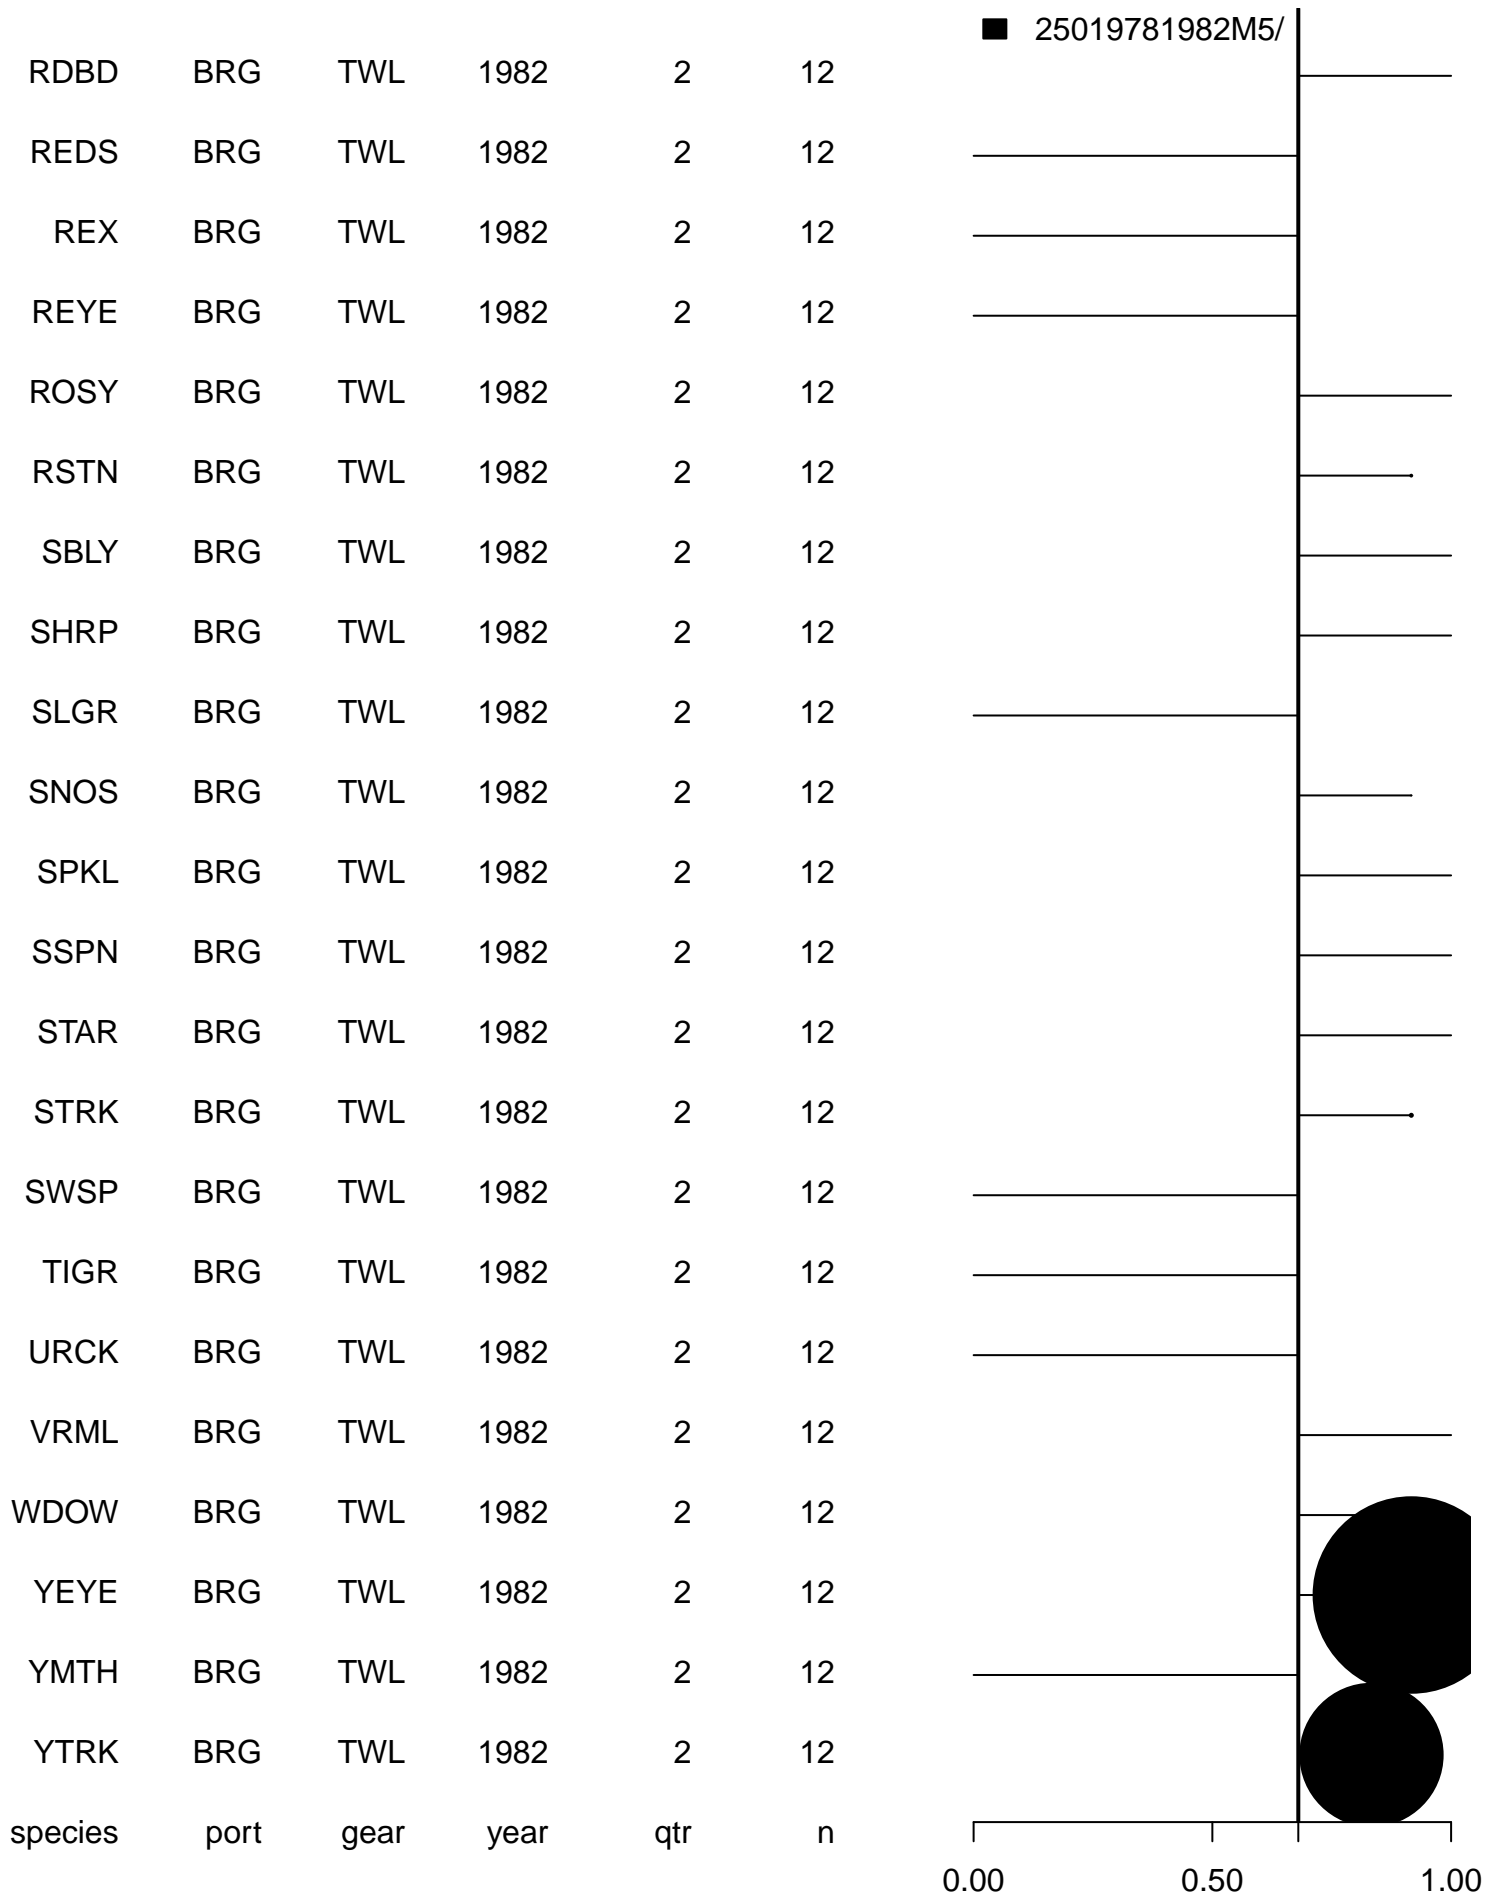 25019781982M5/
RDBD BRG TWL 1982 2 12
REDS BRG TWL 1982 2 12
REX BRG TWL 1982 2 12
REYE BRG TWL 1982 2 12
ROSY BRG TWL 1982 2 12
RSTN BRG TWL 1982 2 12
SBLY BRG TWL 1982 2 12
SHRP BRG TWL 1982 2 12
SLGR BRG TWL 1982 2 12
SNOS BRG TWL 1982 2 12
SPKL BRG TWL 1982 2 12
SSPN BRG TWL 1982 2 12
STAR BRG TWL 1982 2 12
STRK BRG TWL 1982 2 12
SWSP BRG TWL 1982 2 12
TIGR BRG TWL 1982 2 12
URCK BRG TWL 1982 2 12
VRML BRG TWL 1982 2 12
WDOW BRG TWL 1982 2 12
YEYE BRG TWL 1982 2 12
YMTH BRG TWL 1982 2 12
YTRK BRG TWL 1982 2 12
species port gear year qtr n
0.00 0.50 1.00